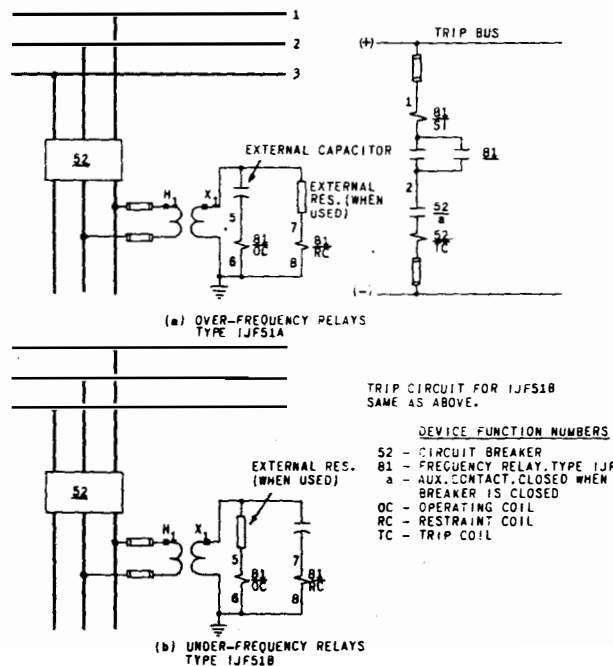 1
2
3
TRIP BUS
(+)
52
EXTERNAL CAPACITOR
1
81
SI
81
H1
X1
EXTERNAL
RES.(WHEN
USED)
2
52
a
5
7
81
OC
81
RC
6
8
52
TC
(-)
(a) OVER-FREQUENCY RELAYS
TYPE IJF51A
TRIP CIRCUIT FOR IJF51B
SAME AS ABOVE.
DEVICE FUNCTION NUMBERS
52 - CIRCUIT BREAKER
81 - FREQUENCY RELAY,TYPE IJF
a - AUX.CONTACT,CLOSED WHEN
BREAKER IS CLOSED
OC - OPERATING COIL
RC - RESTRAINT COIL
TC - TRIP COIL
52
EXTERNAL RES.
(WHEN USED)
H1
X1
5
7
81
OC
81
RC
6
8
(b) UNDER-FREQUENCY RELAYS
TYPE IJF51B